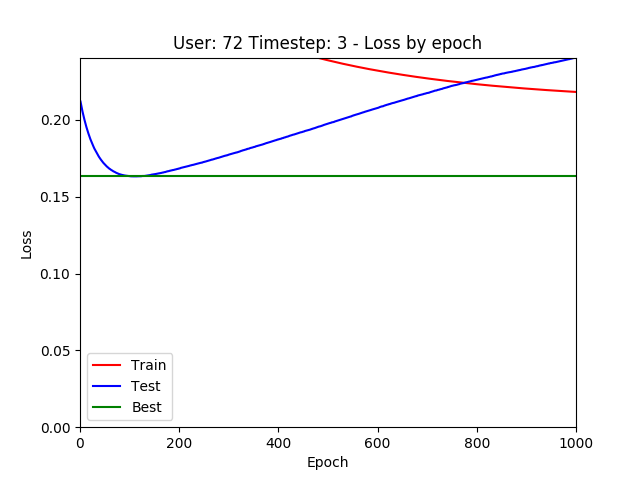 User: 72 Timestep: 3 - Loss by epoch
Loss
0.20
0.15
0.10
0.05
0.00
Train
Test
Best
0 200 400 600 800 1000
Epoch